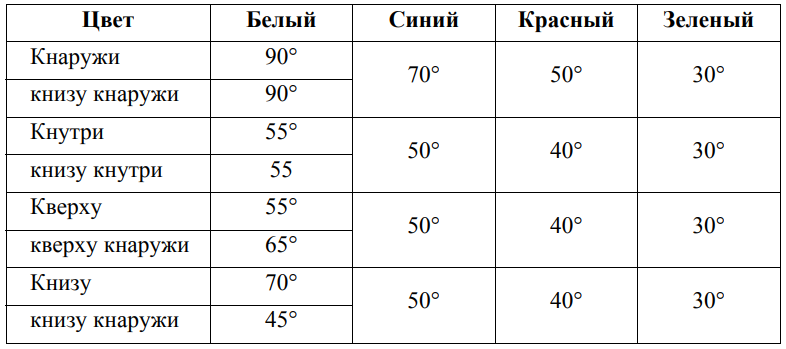 Цвет Белый Синий Красный Зеленый
Кнаружи 90° 70° 50° 30°
книзу кнаружи 90°
Кнутри 55° 50° 40° 30°
книзу кнутри 55
Кверху 55° 50° 40° 30°
кверху кнаружи 65°
Книзу 70° 50° 40° 30°
книзу кнаружи 45°